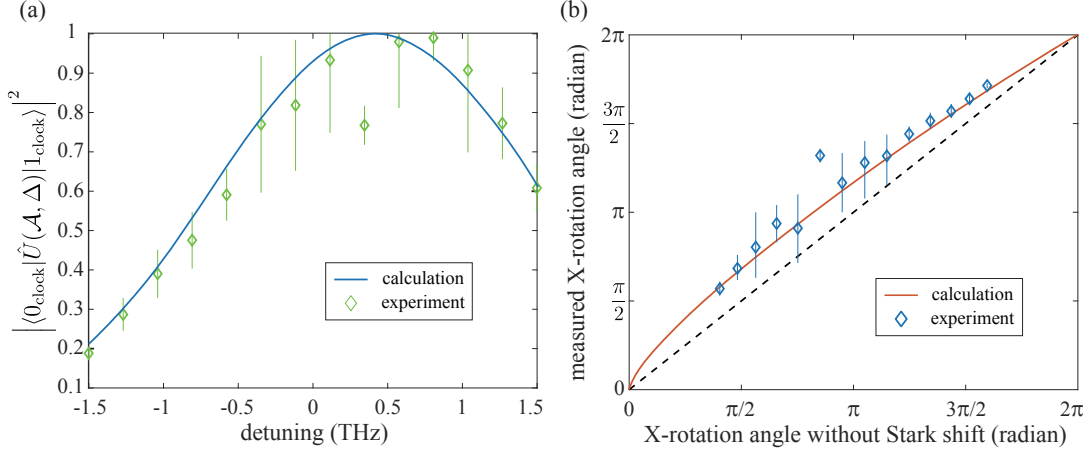 (a)
|⟨0_clock|Û(𝒜, Δ)|1_clock⟩|²
1
0.9
0.8
0.7
0.6
0.5
0.4
0.3
0.2
0.1
calculation
experiment
-1.5 -1 -0.5 0 0.5 1 1.5
detuning (THz)
(b)
measured X-rotation angle (radian)
2π
3π/2
π
π/2
0
calculation
experiment
0 π/2 π 3π/2 2π
X-rotation angle without Stark shift (radian)